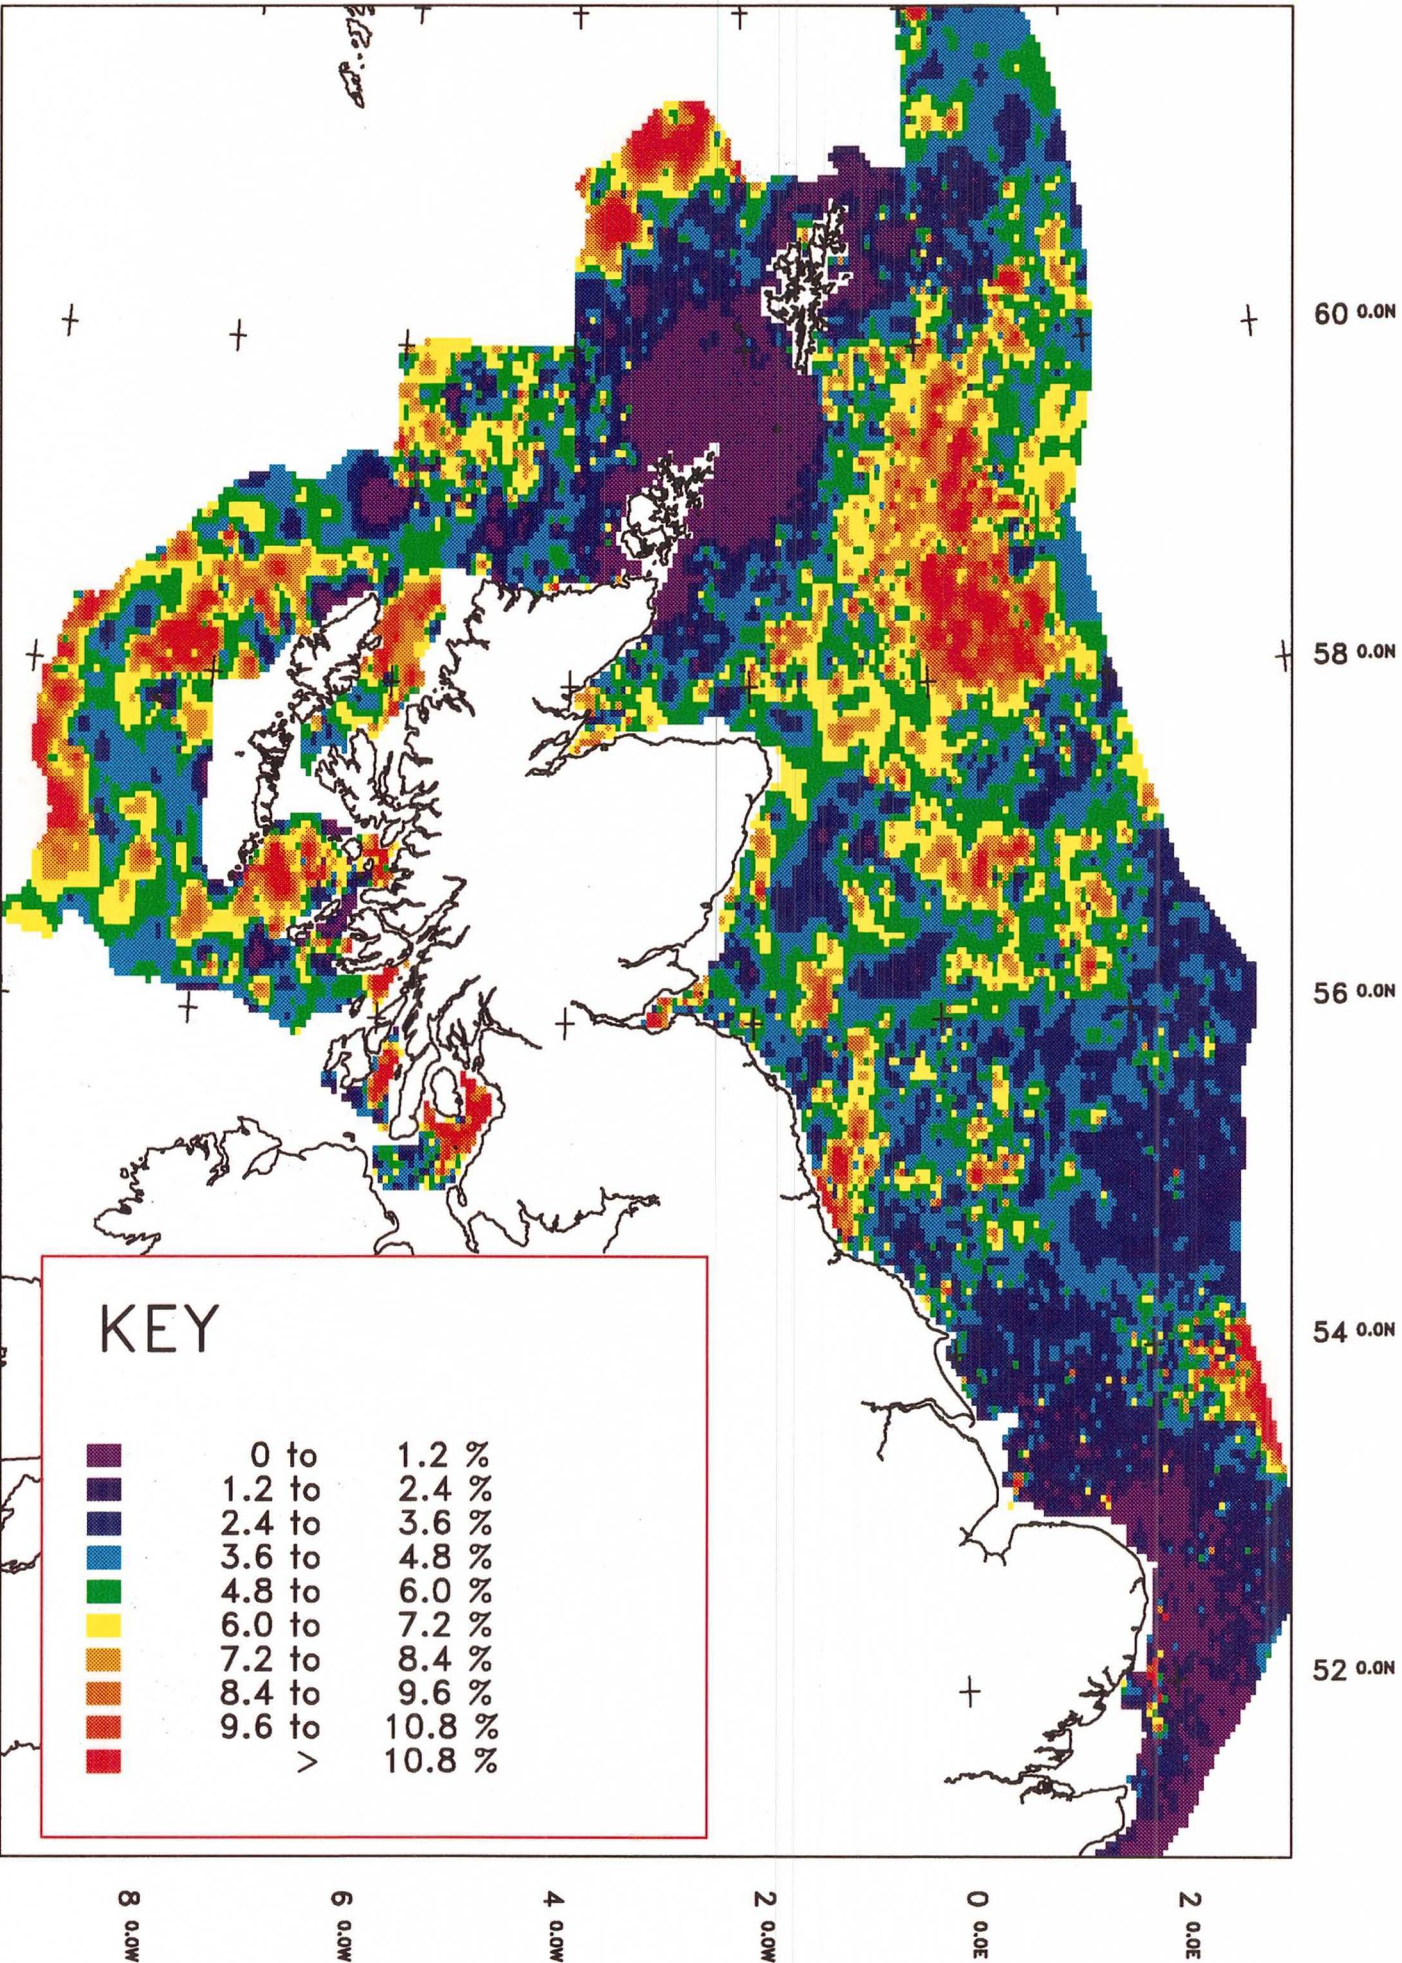 60 0.0N
58 0.0N
56 0.0N
54 0.0N
52 0.0N
KEY
0 to 1.2 %
1.2 to 2.4 %
2.4 to 3.6 %
3.6 to 4.8 %
4.8 to 6.0 %
6.0 to 7.2 %
7.2 to 8.4 %
8.4 to 9.6 %
9.6 to 10.8 %
> 10.8 %
8 0.0W
6 0.0W
4 0.0W
2 0.0W
0 0.0E
2 0.0E